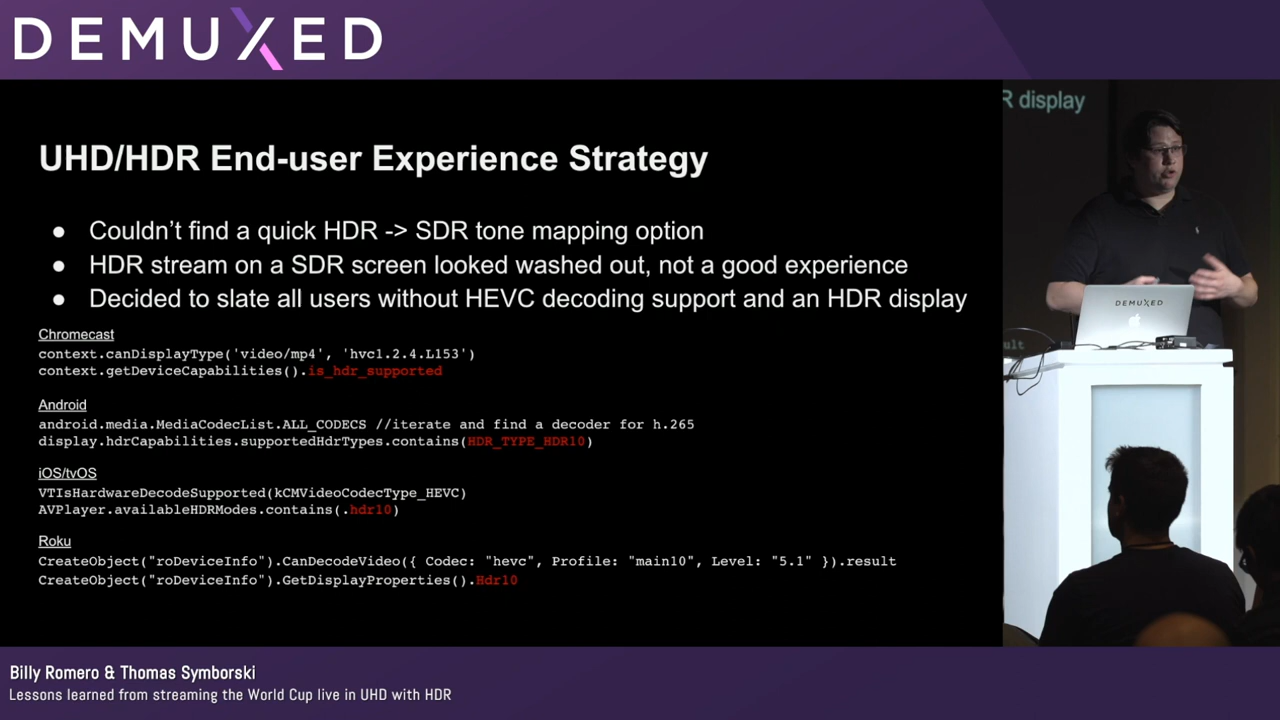 DEMUXED
R display
UHD/HDR End-user Experience Strategy
● Couldn't find a quick HDR -> SDR tone mapping option
● HDR stream on a SDR screen looked washed out, not a good experience
● Decided to slate all users without HEVC decoding support and an HDR display
Chromecast
context.canDisplayType('video/mp4', 'hvc1.2.4.L153')
context.getDeviceCapabilities().is_hdr_supported
Android
android.media.MediaCodecList.ALL_CODECS //iterate and find a decoder for h.265
display.hdrCapabilities.supportedHdrTypes.contains(HDR_TYPE_HDR10)
iOS/tvOS
VTIsHardwareDecodeSupported(kCMVideoCodecType_HEVC)
AVPlayer.availableHDRModes.contains(.hdr10)
Roku
CreateObject("roDeviceInfo").CanDecodeVideo({ Codec: "hevc", Profile: "main10", Level: "5.1" }).result
CreateObject("roDeviceInfo").GetDisplayProperties().Hdr10
DEMUXED
ult
Billy Romero & Thomas Symborski
Lessons learned from streaming the World Cup live in UHD with HDR